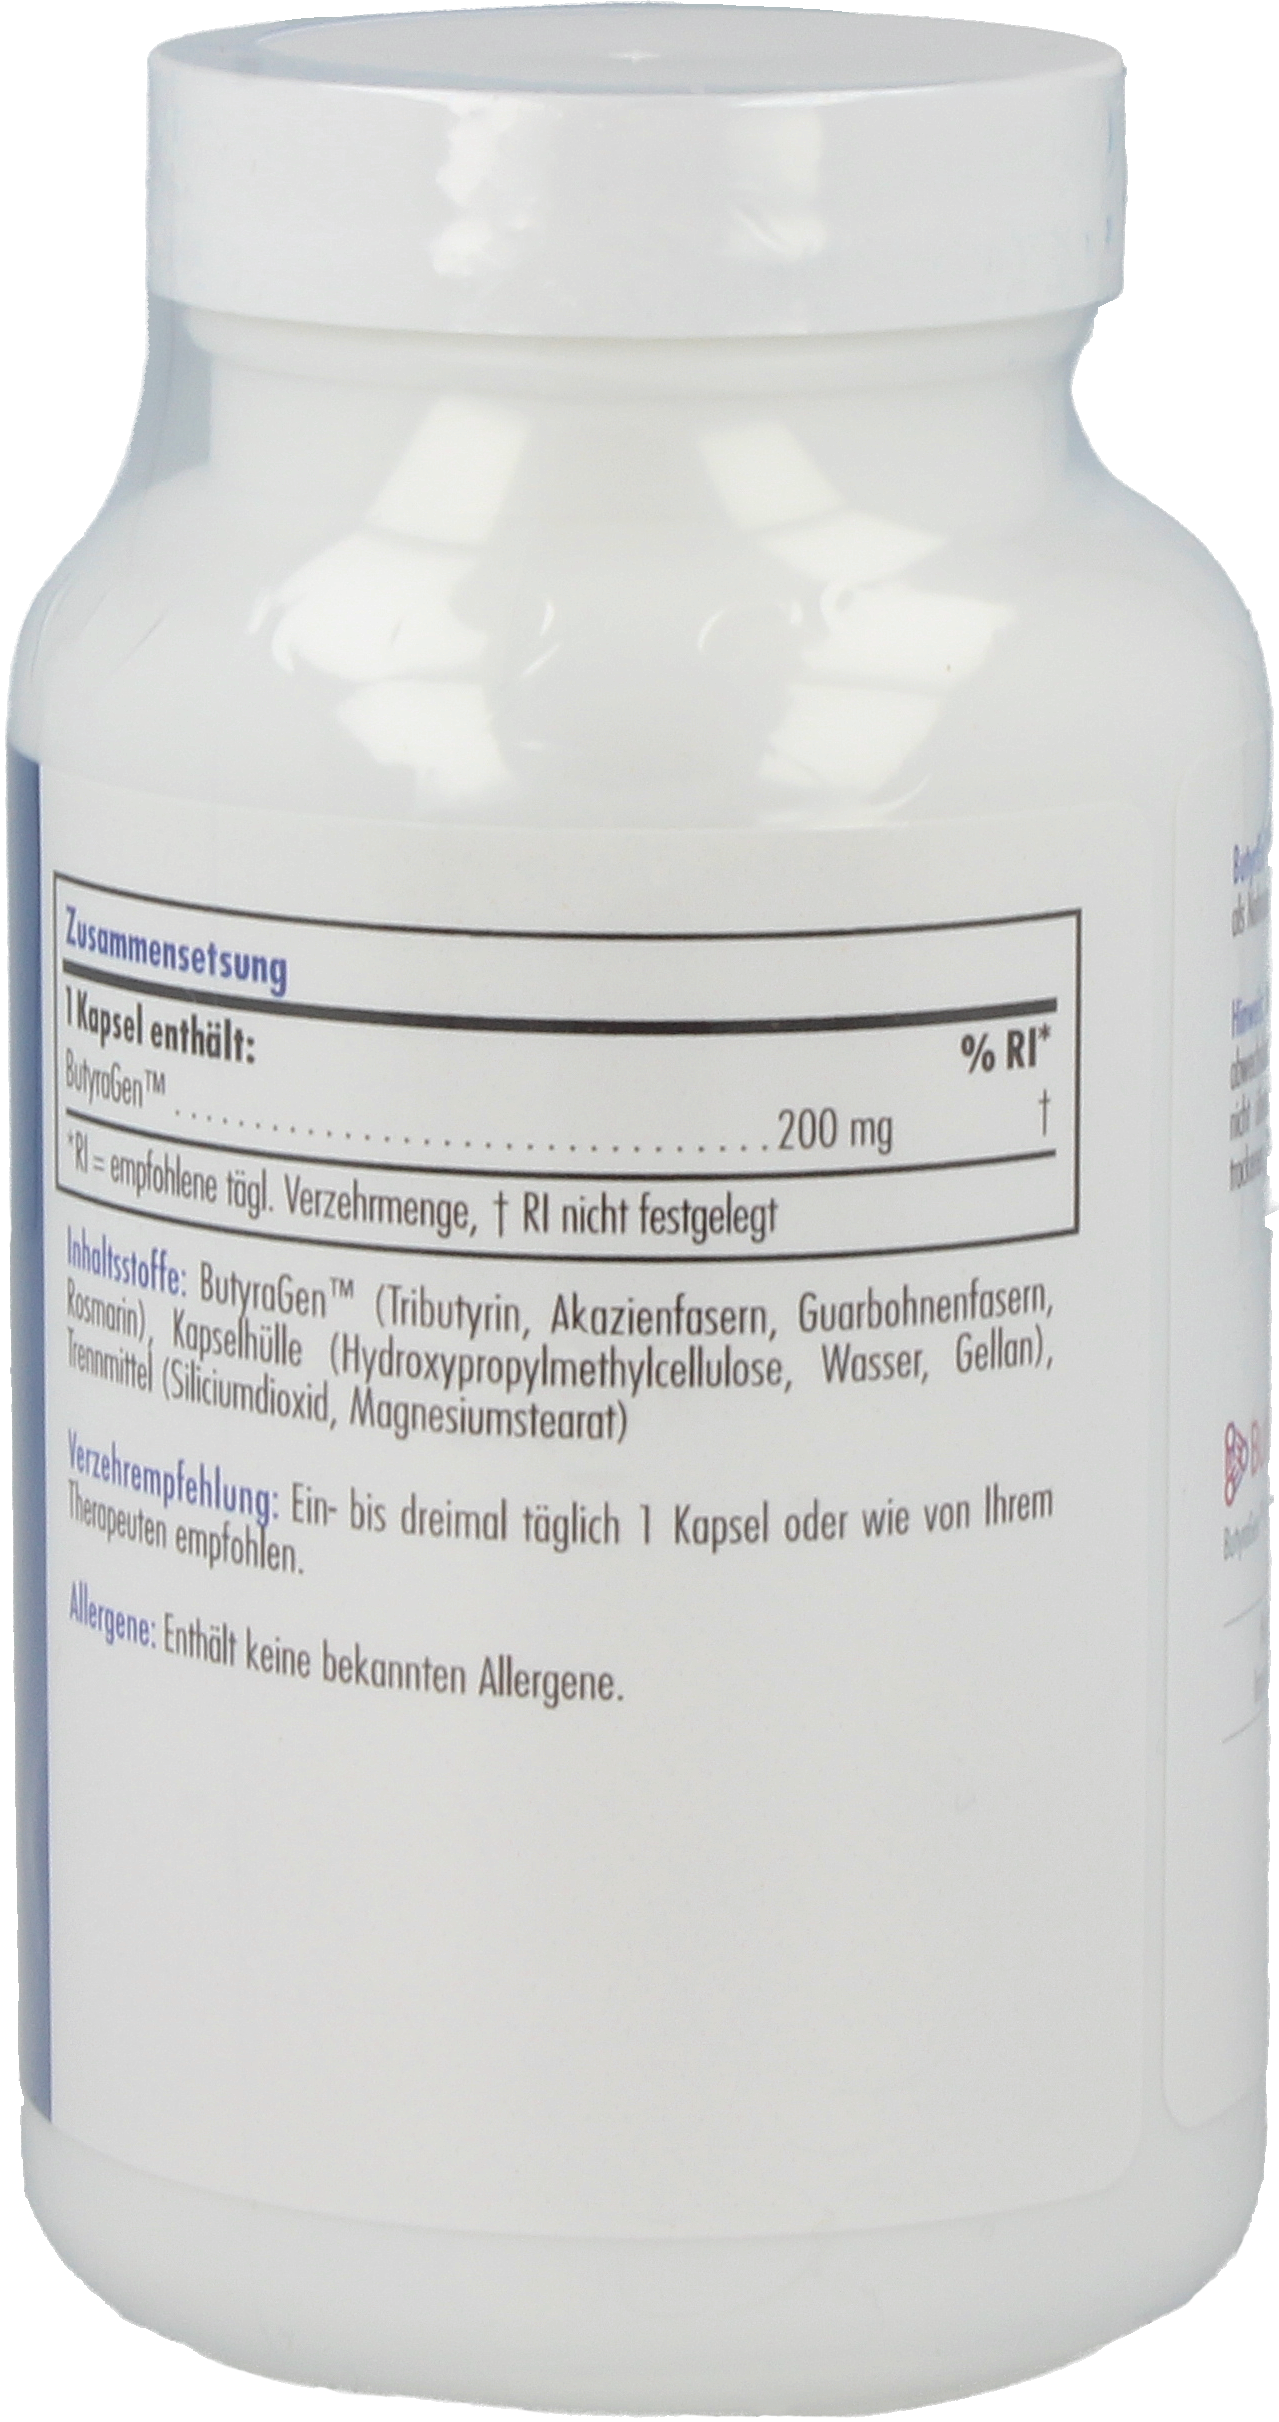 Zusammensetsung
1 Kapsel enthält: % RI*
ButyraGen™ 200 mg †
*RI = empfohlene tägl. Verzehrmenge, † RI nicht festgelegt
Inhaltsstoffe: ButyraGen™ (Tributyrin, Akazienfasern, Guarbohnenfasern,
Rosmarin), Kapselhülle (Hydroxypropylmethylcellulose, Wasser, Gellan),
Trennmittel (Siliciumdioxid, Magnesiumstearat)
Verzehrempfehlung: Ein- bis dreimal täglich 1 Kapsel oder wie von Ihrem
Therapeuten empfohlen.
Allergene: Enthält keine bekannten Allergene.
als
nicht